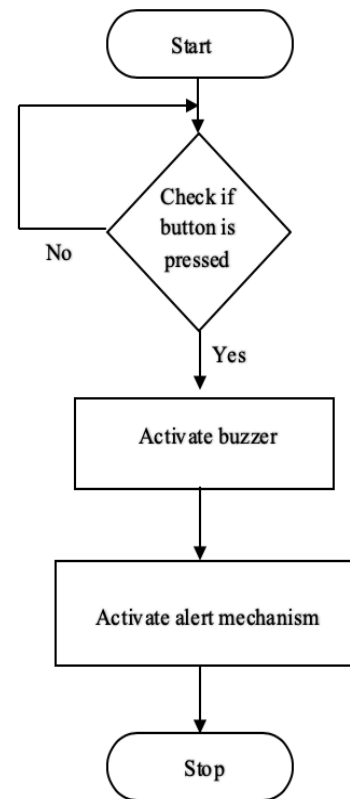 Start
Check if
button is
pressed
No
Yes
Activate buzzer
Activate alert mechanism
Stop